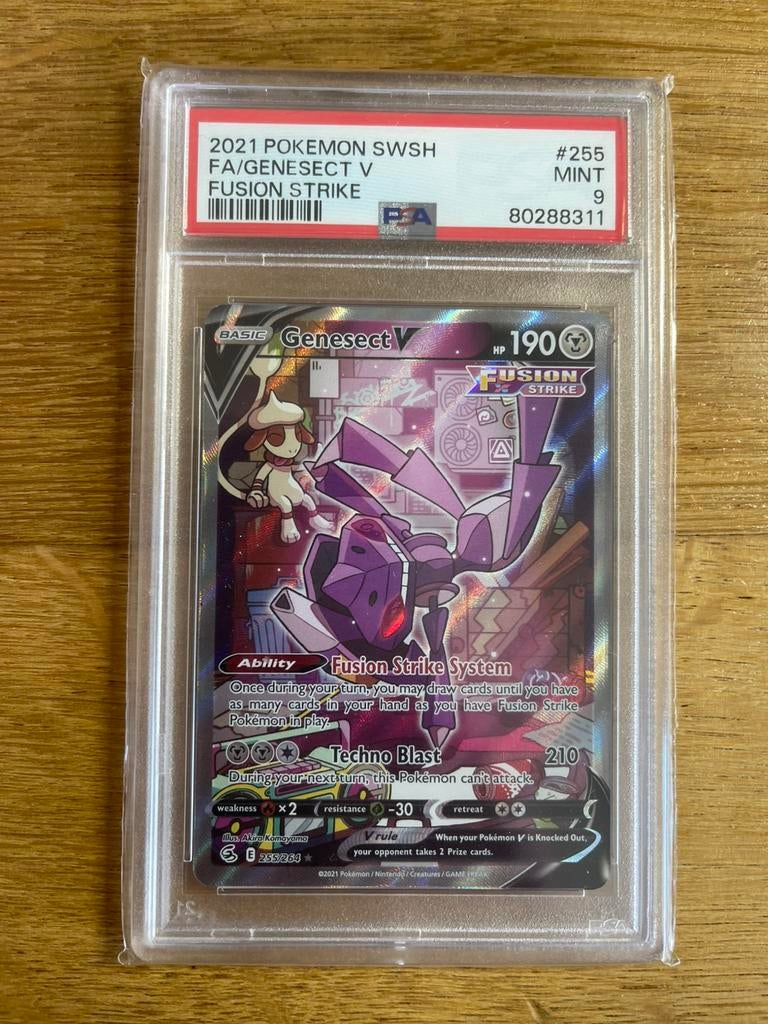 2021 POKEMON SWSH #255
FA/GENESECT V MINT
FUSION STRIKE 9
PSA 80288311
BASIC Genesect V HP 190
FUSION
STRIKE
Ability Fusion Strike System
Once during your turn, you may draw cards until you have
as many cards in your hand as you have Fusion Strike
Pokémon in play.
Techno Blast 210
During your next turn, this Pokémon can't attack.
weakness ×2 resistance -30 retreat
Illus. Akira Komayama
V rule When your Pokémon V is Knocked Out,
your opponent takes 2 Prize cards.
E 255/264
©2021 Pokémon / Nintendo / Creatures / GAME FREAK